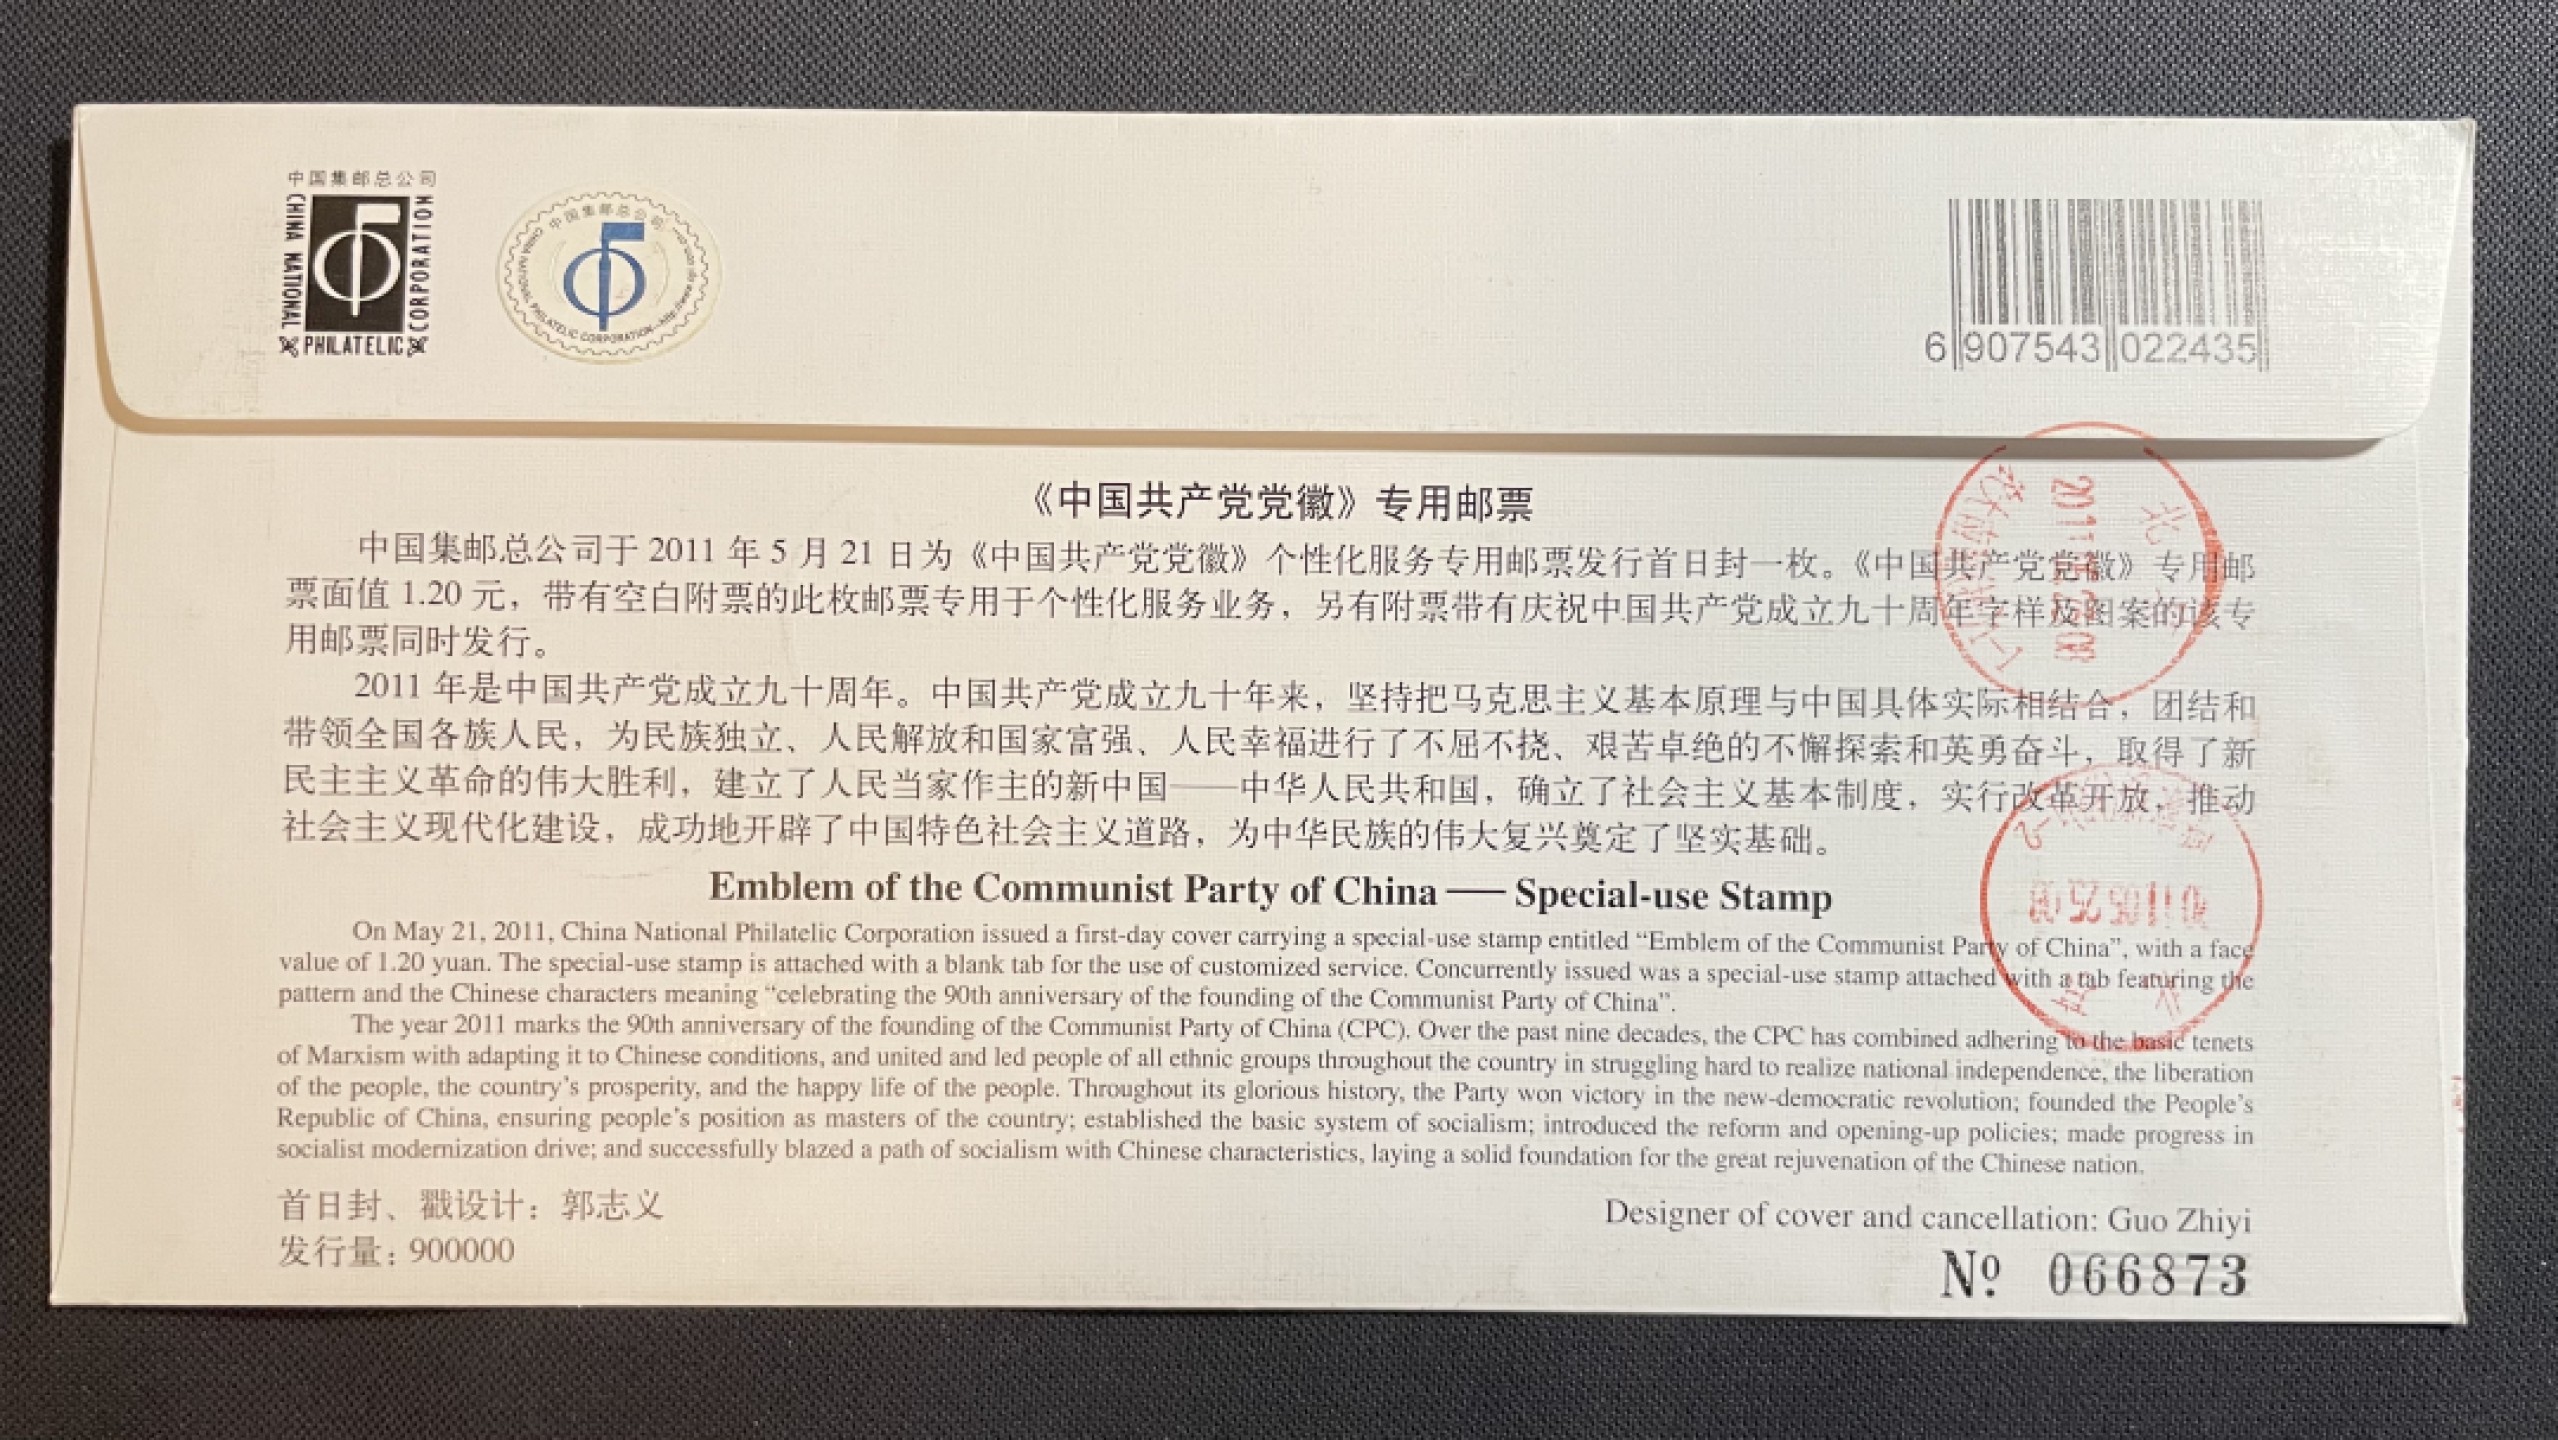 中国集邮总公司
CHINA NATIONAL
PHILATELIC
CORPORATION
中国集邮总公司
CHINA NATIONAL PHILATELIC CORPORATION
6 907543 022435
《中国共产党党徽》专用邮票
中国集邮总公司于 2011 年 5 月 21 日为《中国共产党党徽》个性化服务专用邮票发行首日封一枚。《中国共产党党徽》专用邮
票面值 1.20 元，带有空白附票的此枚邮票专用于个性化服务业务，另有附票带有庆祝中国共产党成立九十周年字样及图案的该专
用邮票同时发行。
2011 年是中国共产党成立九十周年。中国共产党成立九十年来，坚持把马克思主义基本原理与中国具体实际相结合，团结和
带领全国各族人民，为民族独立、人民解放和国家富强、人民幸福进行了不屈不挠、艰苦卓绝的不懈探索和英勇奋斗，取得了新
民主主义革命的伟大胜利，建立了人民当家作主的新中国——中华人民共和国，确立了社会主义基本制度，实行改革开放，推动
社会主义现代化建设，成功地开辟了中国特色社会主义道路，为中华民族的伟大复兴奠定了坚实基础。
Emblem of the Communist Party of China —— Special-use Stamp
On May 21, 2011, China National Philatelic Corporation issued a first-day cover carrying a special-use stamp entitled “Emblem of the Communist Party of China”, with a face
value of 1.20 yuan. The special-use stamp is attached with a blank tab for the use of customized service. Concurrently issued was a special-use stamp attached with a tab featuring the
pattern and the Chinese characters meaning “celebrating the 90th anniversary of the founding of the Communist Party of China”.
The year 2011 marks the 90th anniversary of the founding of the Communist Party of China (CPC). Over the past nine decades, the CPC has combined adhering to the basic tenets
of Marxism with adapting it to Chinese conditions, and united and led people of all ethnic groups throughout the country in struggling hard to realize national independence, the liberation
of the people, the country’s prosperity, and the happy life of the people. Throughout its glorious history, the Party won victory in the new-democratic revolution; founded the People’s
Republic of China, ensuring people’s position as masters of the country; established the basic system of socialism; introduced the reform and opening-up policies; made progress in
socialist modernization drive; and successfully blazed a path of socialism with Chinese characteristics, laying a solid foundation for the great rejuvenation of the Chinese nation.
首日封、戳设计：郭志义
发行量：900000
Designer of cover and cancellation: Guo Zhiyi
Nº 066873
北京
2011.05.25.09
北京